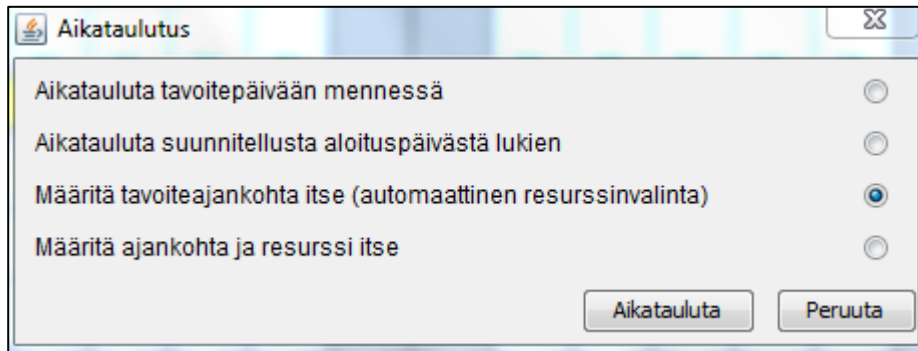 Aikataulutus
Aikatauluta tavoitepäivään mennessä
Aikatauluta suunnitellusta aloituspäivästä lukien
Määritä tavoiteajankohta itse (automaattinen resurssinvalinta)
Määritä ajankohta ja resurssi itse
Aikatauluta Peruuta